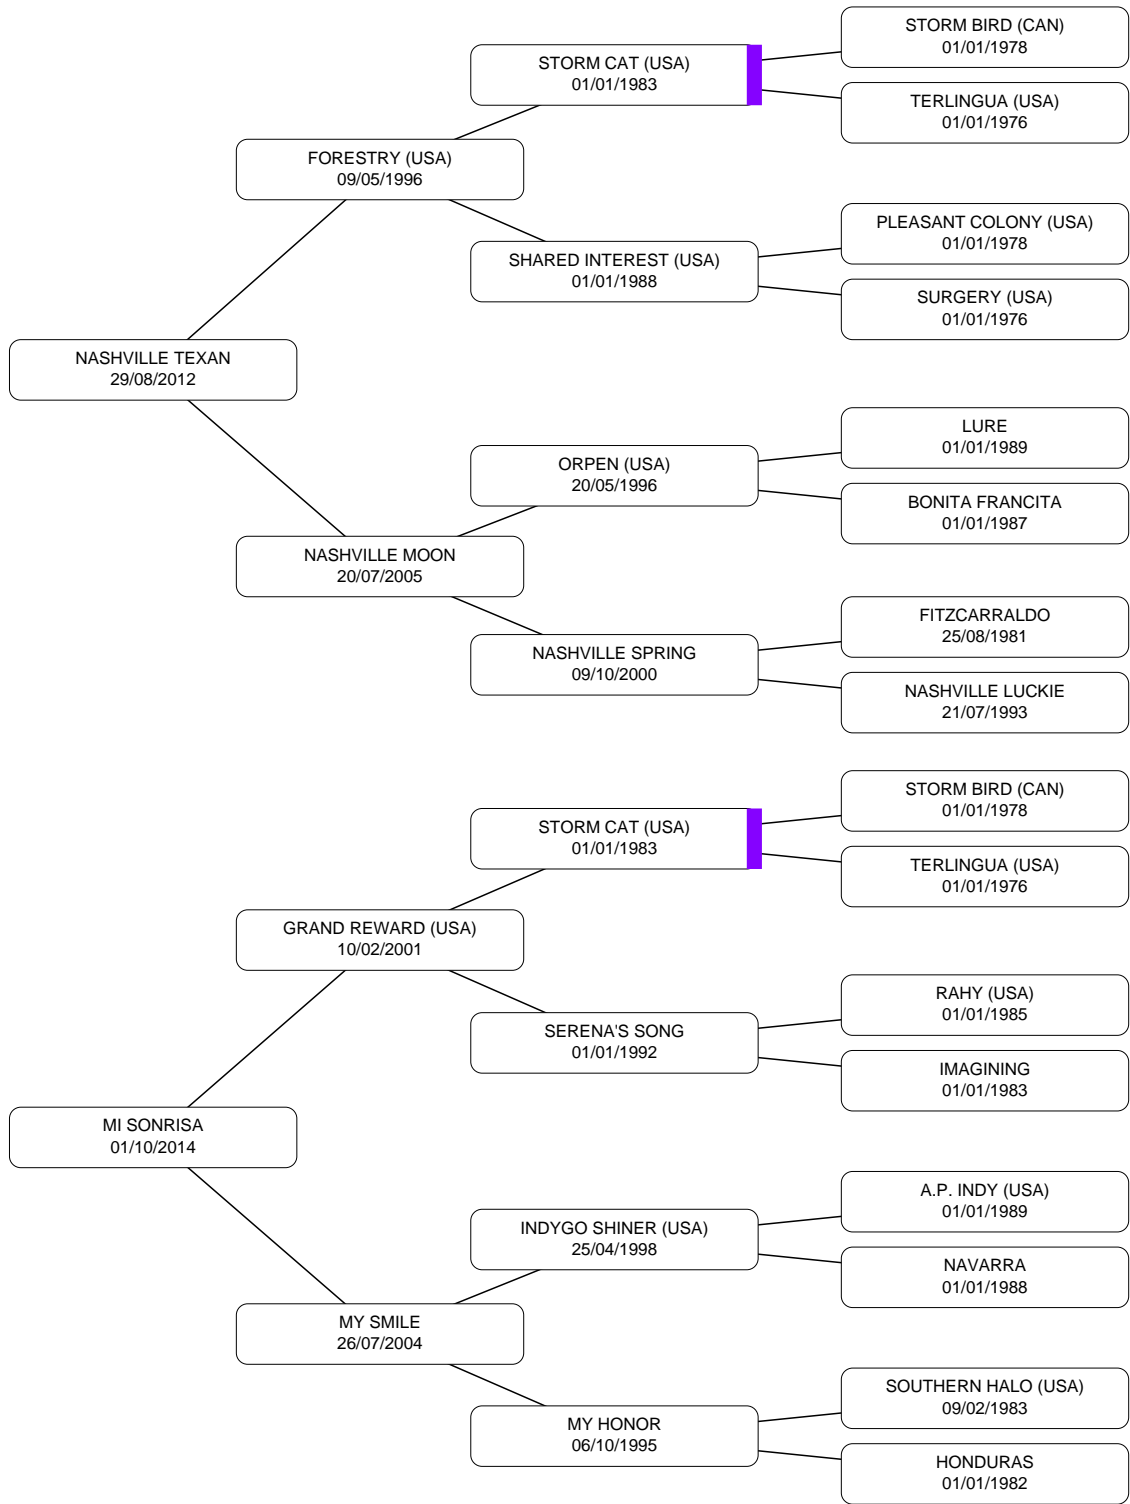 STORM BIRD (CAN)
01/01/1978
STORM CAT (USA)
01/01/1983
TERLINGUA (USA)
01/01/1976
FORESTRY (USA)
09/05/1996
PLEASANT COLONY (USA)
01/01/1978
SHARED INTEREST (USA)
01/01/1988
SURGERY (USA)
01/01/1976
NASHVILLE TEXAN
29/08/2012
LURE
01/01/1989
ORPEN (USA)
20/05/1996
BONITA FRANCITA
01/01/1987
NASHVILLE MOON
20/07/2005
FITZCARRALDO
25/08/1981
NASHVILLE SPRING
09/10/2000
NASHVILLE LUCKIE
21/07/1993
STORM BIRD (CAN)
01/01/1978
STORM CAT (USA)
01/01/1983
TERLINGUA (USA)
01/01/1976
GRAND REWARD (USA)
10/02/2001
RAHY (USA)
01/01/1985
SERENA'S SONG
01/01/1992
IMAGINING
01/01/1983
MI SONRISA
01/10/2014
A.P. INDY (USA)
01/01/1989
INDYGO SHINER (USA)
25/04/1998
NAVARRA
01/01/1988
MY SMILE
26/07/2004
SOUTHERN HALO (USA)
09/02/1983
MY HONOR
06/10/1995
HONDURAS
01/01/1982